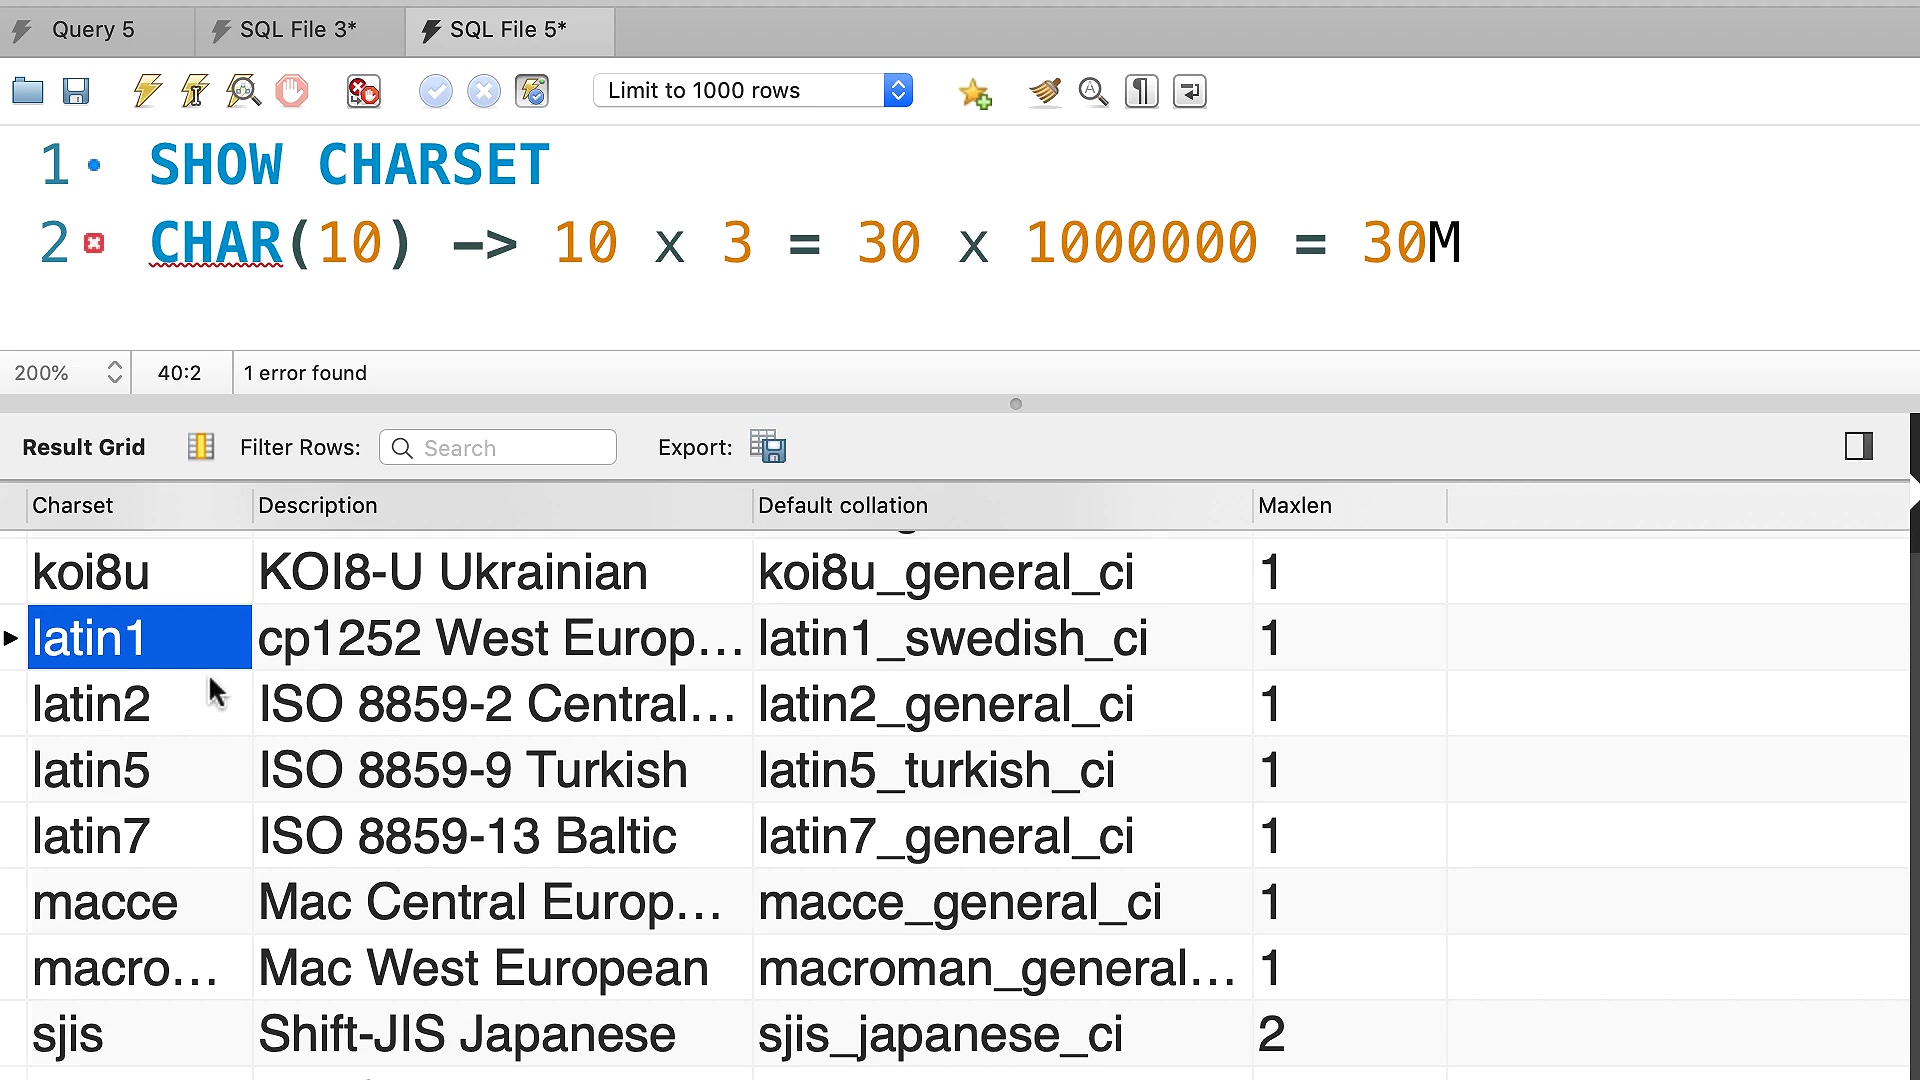 Query 5
SQL File 3*
SQL File 5*
Limit to 1000 rows
1 SHOW CHARSET
2 CHAR(10) -> 10 x 3 = 30 x 1000000 = 30M
200% 40:2 1 error found
Result Grid Filter Rows: Search Export:
Charset Description Default collation Maxlen
koi8u KOI8-U Ukrainian koi8u_general_ci 1
latin1 cp1252 West Europ... latin1_swedish_ci 1
latin2 ISO 8859-2 Central... latin2_general_ci 1
latin5 ISO 8859-9 Turkish latin5_turkish_ci 1
latin7 ISO 8859-13 Baltic latin7_general_ci 1
macce Mac Central Europ... macce_general_ci 1
macro... Mac West European macroman_general... 1
sjis Shift-JIS Japanese sjis_japanese_ci 2